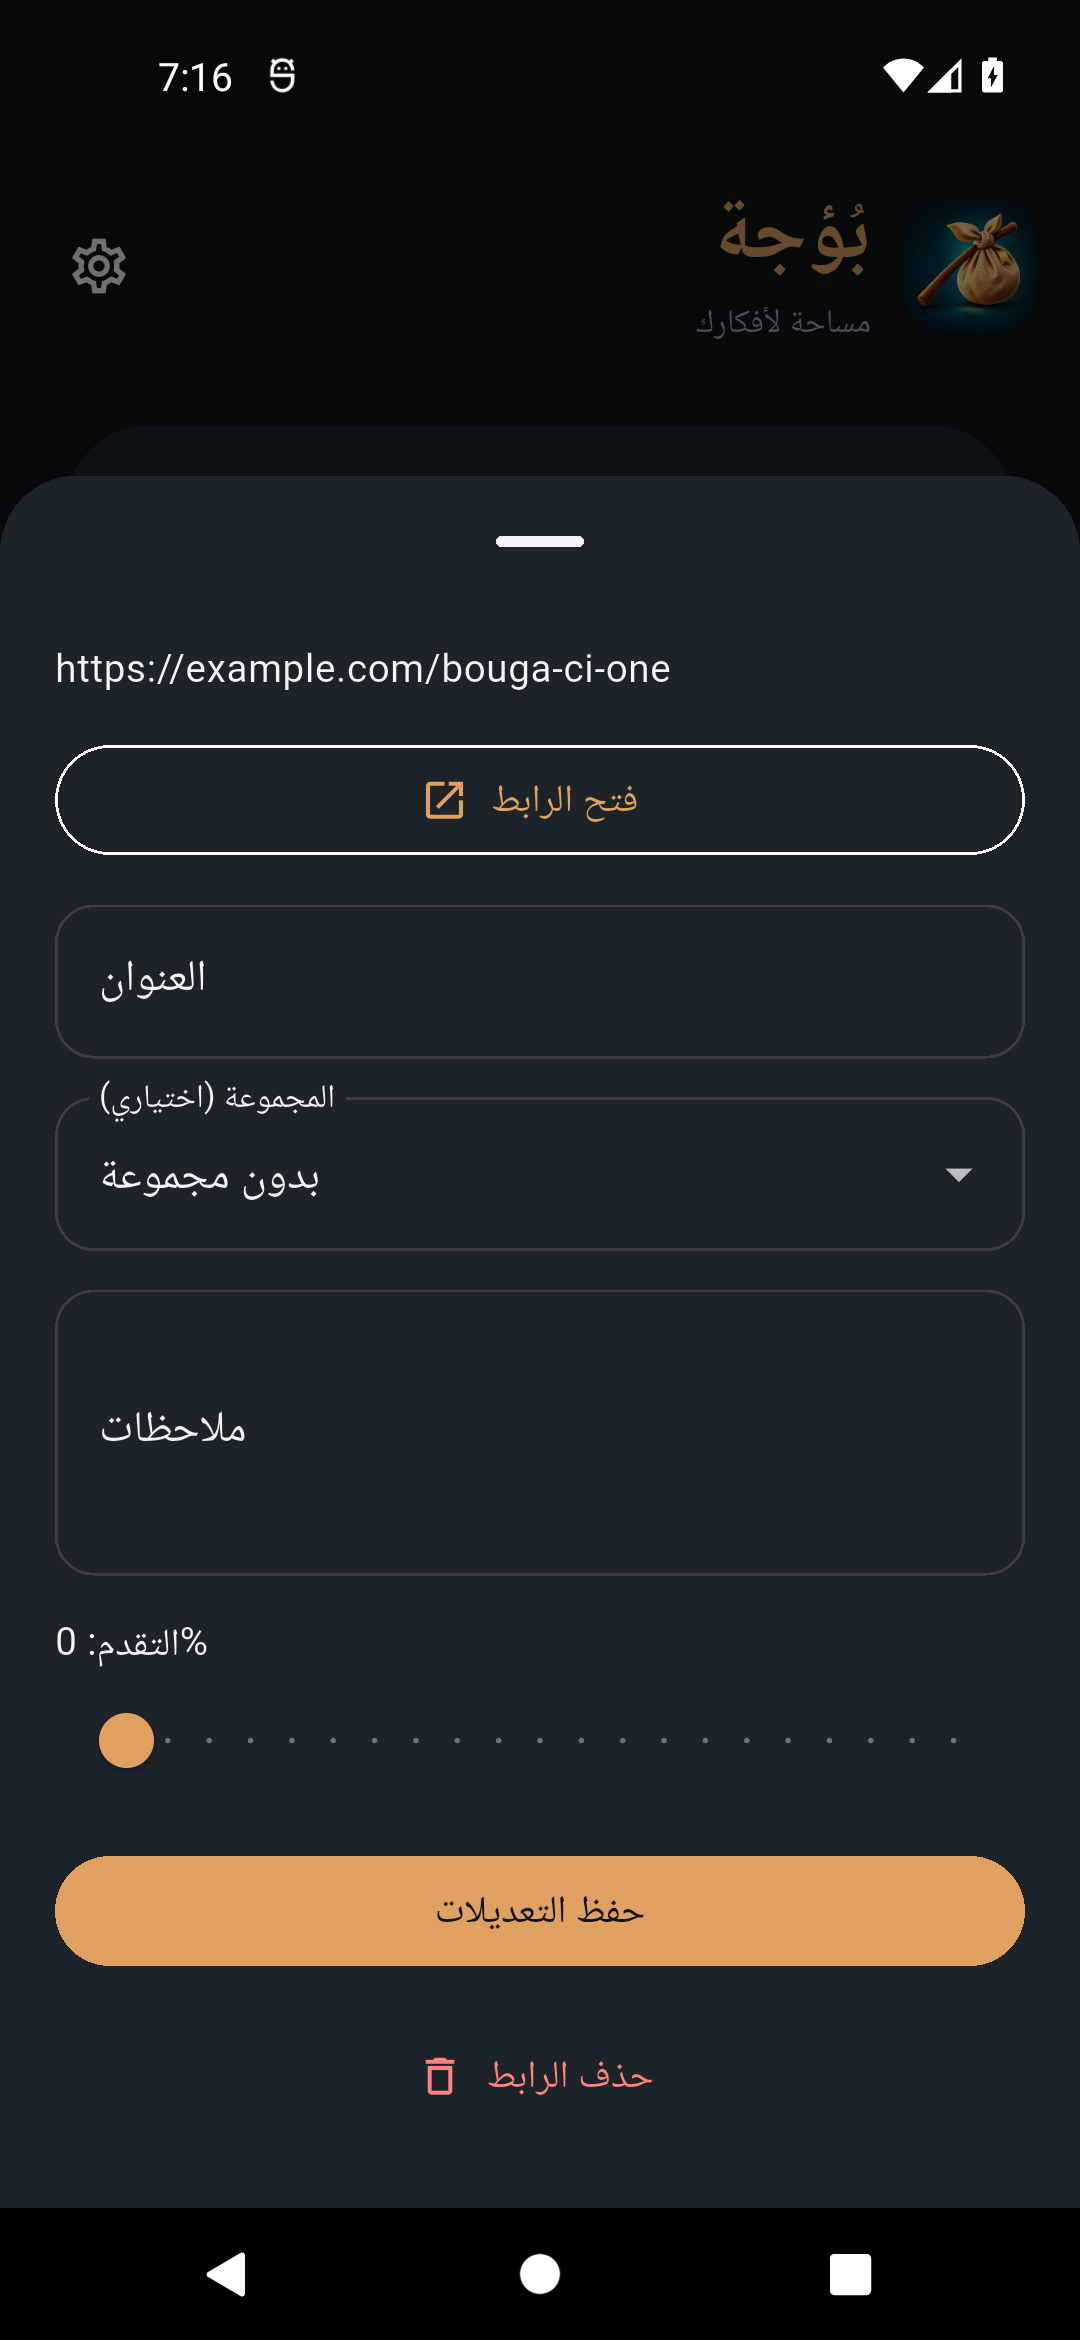 7:16
بُؤجة
مساحة لأفكارك
https://example.com/bouga-ci-one
فتح الرابط
العنوان
المجموعة (اختياري)
بدون مجموعة
ملاحظات
التقدم: 0%
حفظ التعديلات
حذف الرابط